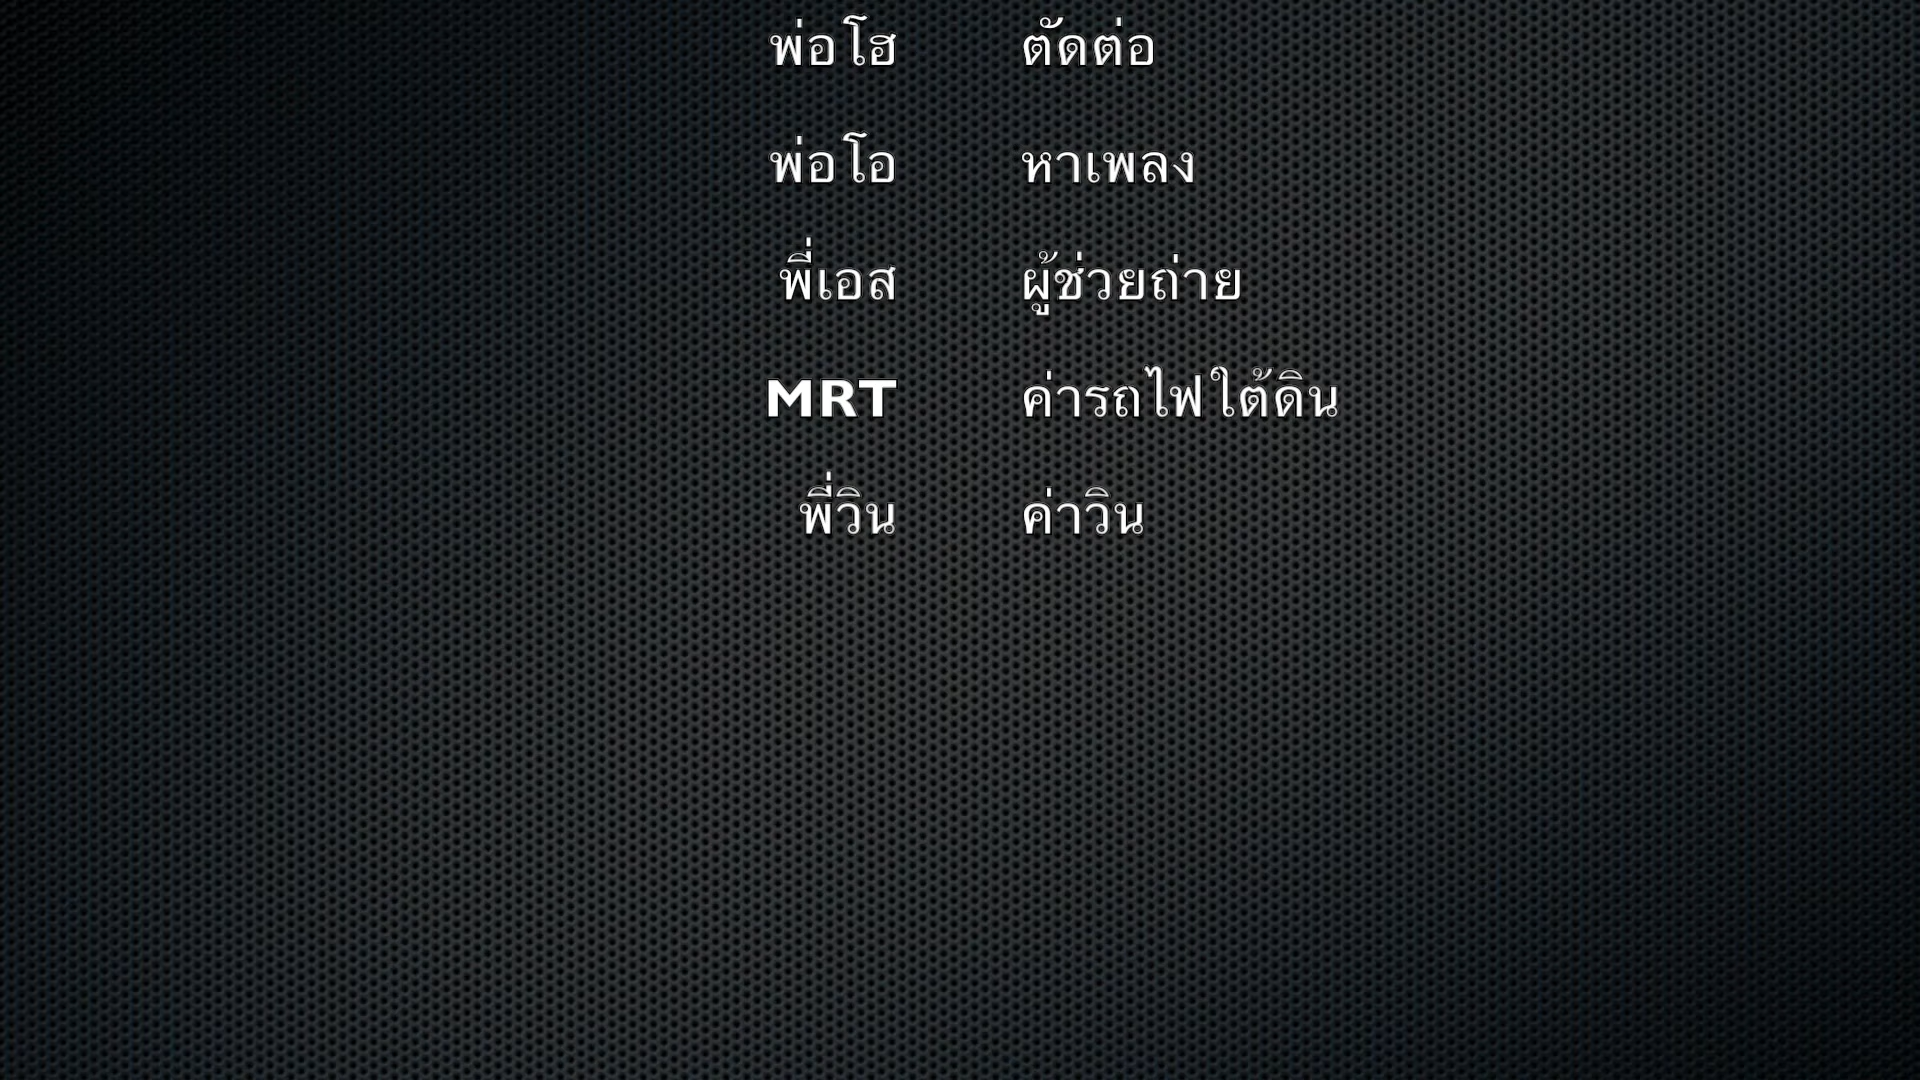 พ่อโฮ ตัดต่อ
พ่อโอ หาเพลง
พี่เอส ผู้ช่วยถ่าย
MRT ค่ารถไฟใต้ดิน
พี่วิน ค่าวิน